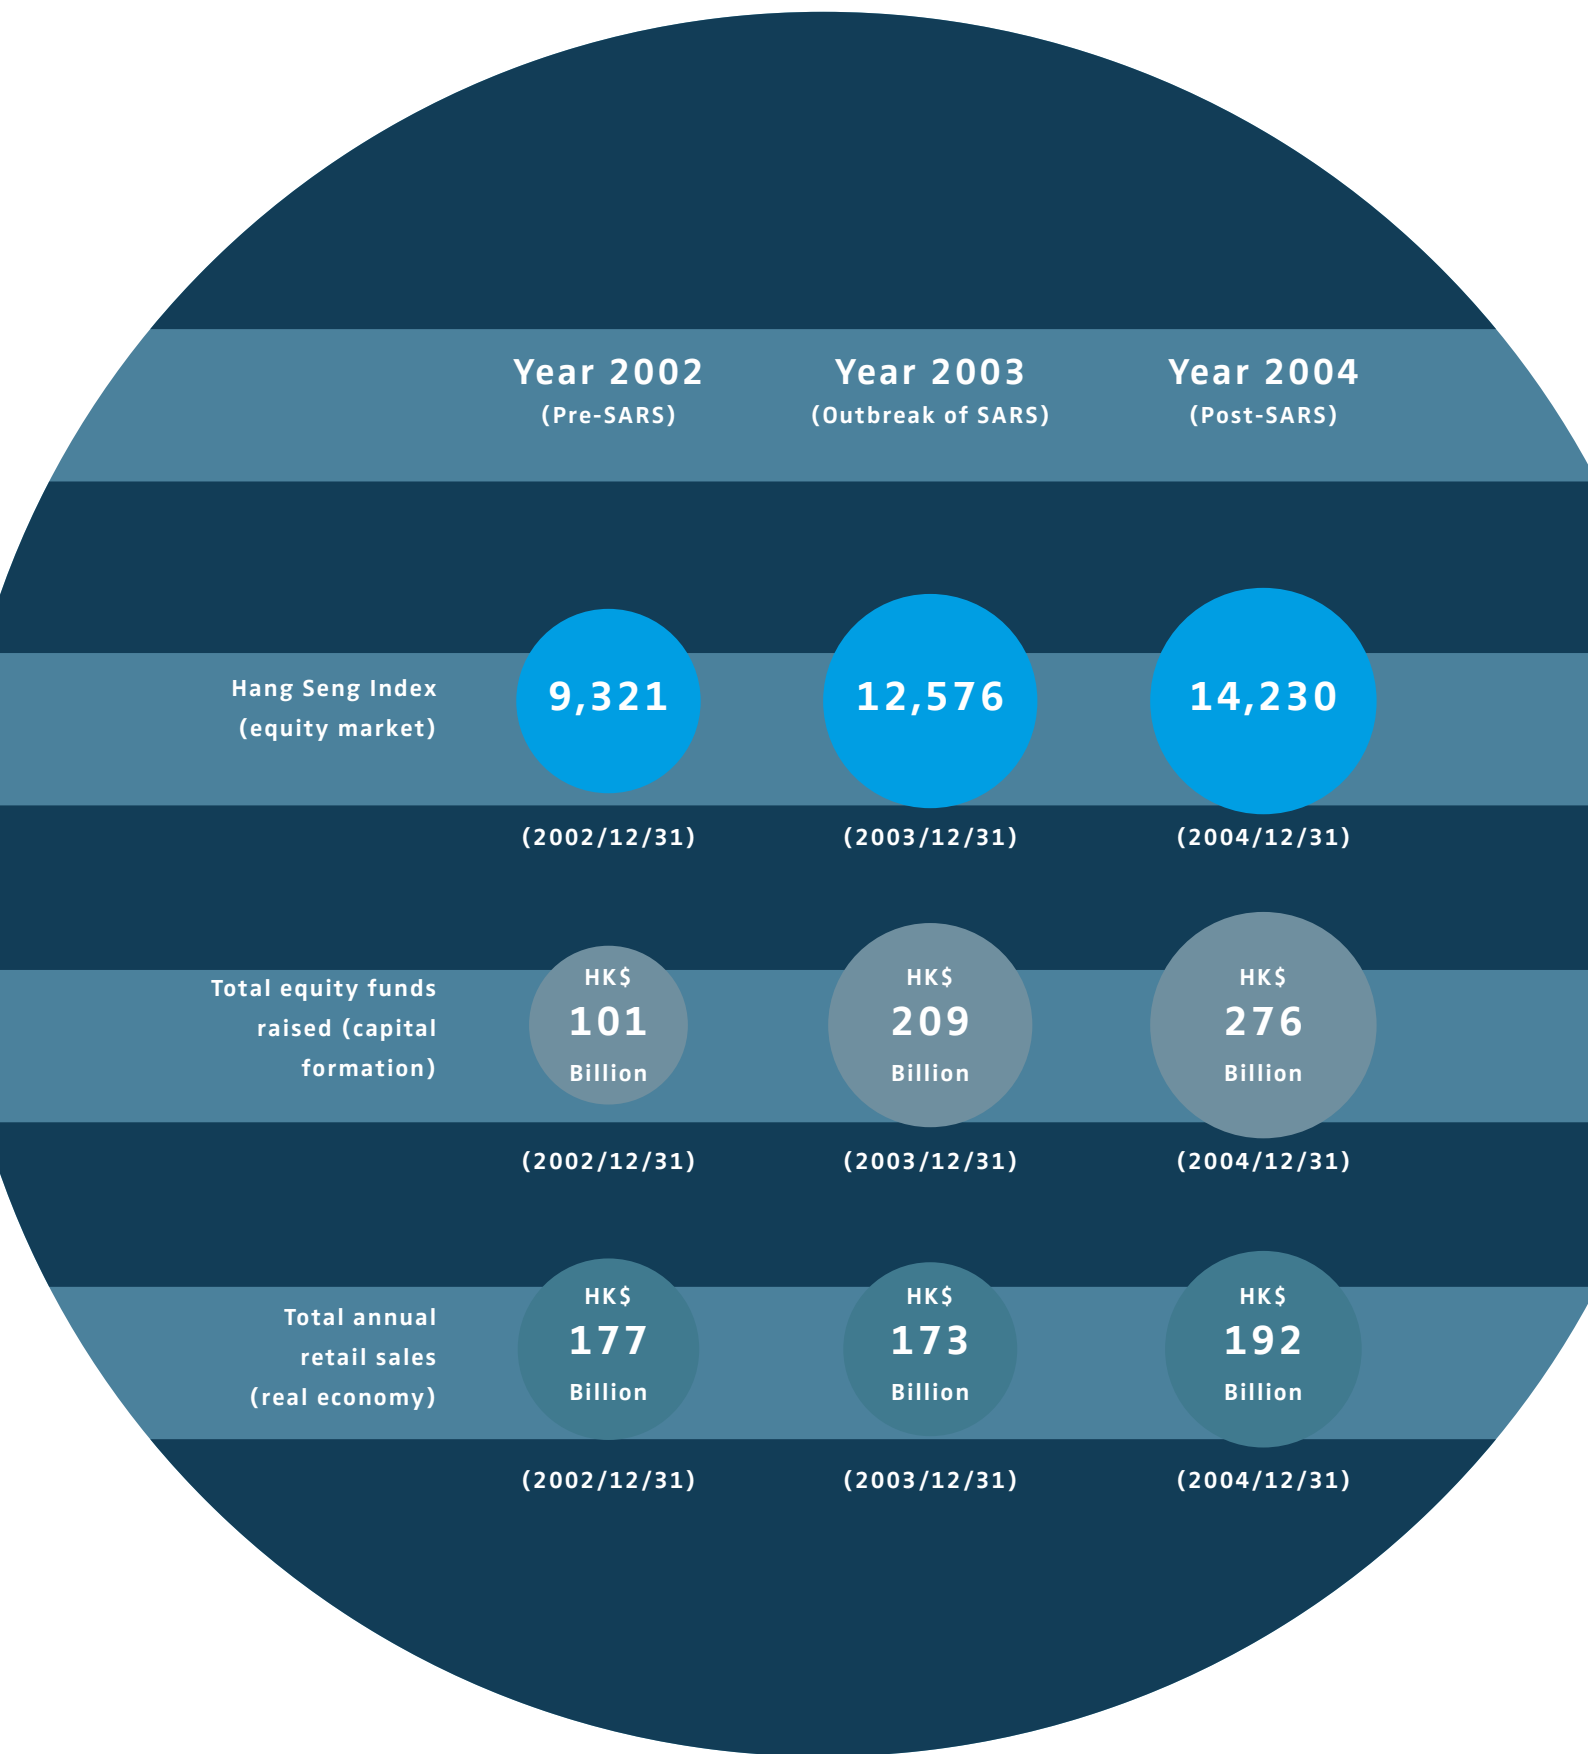 Year 2002
(Pre-SARS)
Year 2003
(Outbreak of SARS)
Year 2004
(Post-SARS)
Hang Seng Index
(equity market)
9,321
(2002/12/31)
12,576
(2003/12/31)
14,230
(2004/12/31)
Total equity funds
raised (capital
formation)
HK$
101
Billion
(2002/12/31)
HK$
209
Billion
(2003/12/31)
HK$
276
Billion
(2004/12/31)
Total annual
retail sales
(real economy)
HK$
177
Billion
(2002/12/31)
HK$
173
Billion
(2003/12/31)
HK$
192
Billion
(2004/12/31)